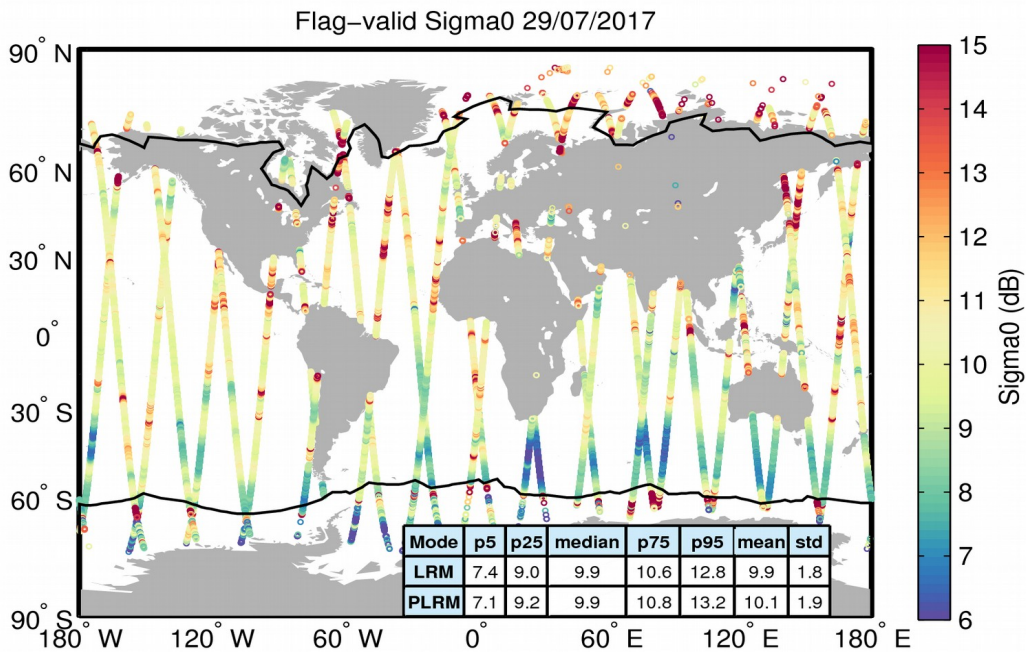 Flag−valid Sigma0 29/07/2017
90° N
60° N
30° N
0°
30° S
60° S
90° S
180° W
120° W
60° W
0°
60° E
120° E
180° E
Mode p5 p25 median p75 p95 mean std
LRM 7.4 9.0 9.9 10.6 12.8 9.9 1.8
PLRM 7.1 9.2 9.9 10.8 13.2 10.1 1.9
15
14
13
12
11
10
9
8
7
6
Sigma0 (dB)